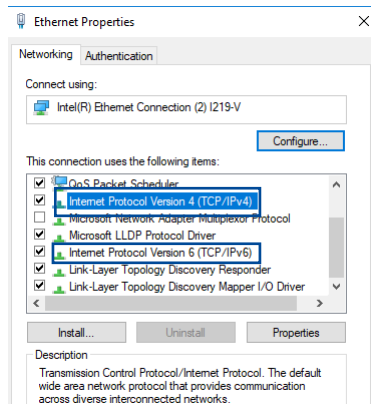 Ethernet Properties
Networking
Authentication
Connect using:
Intel(R) Ethernet Connection (2) I219-V
Configure...
This connection uses the following items:
QoS Packet Scheduler
Internet Protocol Version 4 (TCP/IPv4)
Microsoft Network Adapter Multiplexor Protocol
Microsoft LLDP Protocol Driver
Internet Protocol Version 6 (TCP/IPv6)
Link-Layer Topology Discovery Responder
Link-Layer Topology Discovery Mapper I/O Driver
Install...
Uninstall
Properties
Description
Transmission Control Protocol/Internet Protocol. The default
wide area network protocol that provides communication
across diverse interconnected networks.